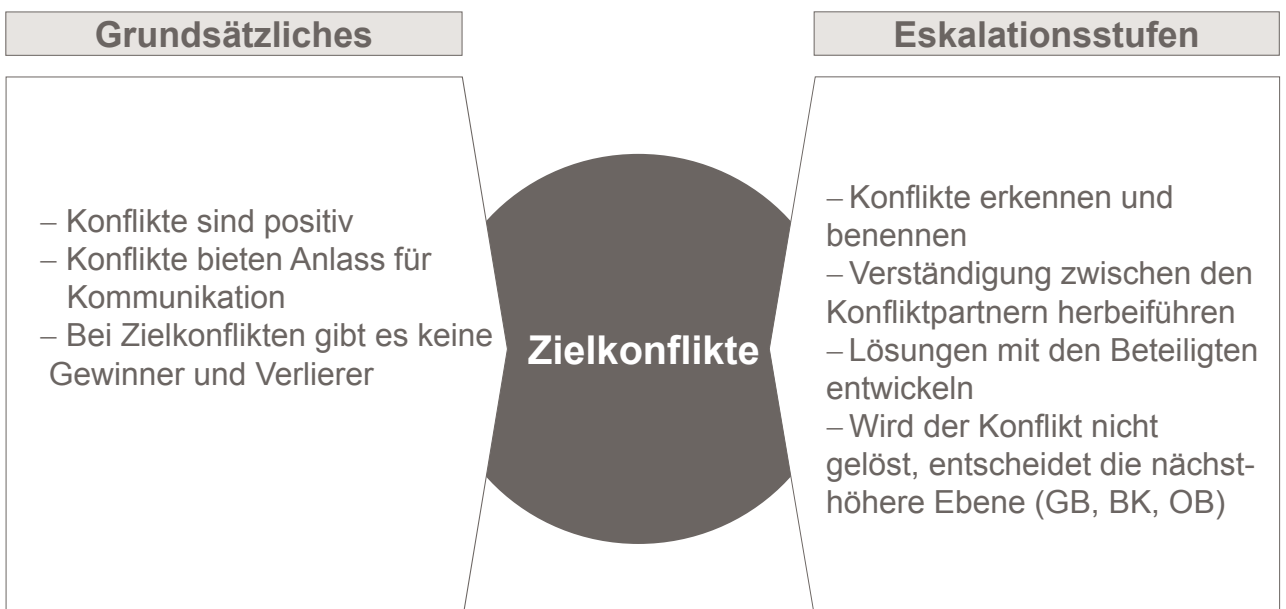 Grundsätzliches
– Konflikte sind positiv
– Konflikte bieten Anlass für
Kommunikation
– Bei Zielkonflikten gibt es keine
Gewinner und Verlierer
Zielkonflikte
Eskalationsstufen
– Konflikte erkennen und
benennen
– Verständigung zwischen den
Konfliktpartnern herbeiführen
– Lösungen mit den Beteiligten
entwickeln
– Wird der Konflikt nicht
gelöst, entscheidet die nächst-
höhere Ebene (GB, BK, OB)